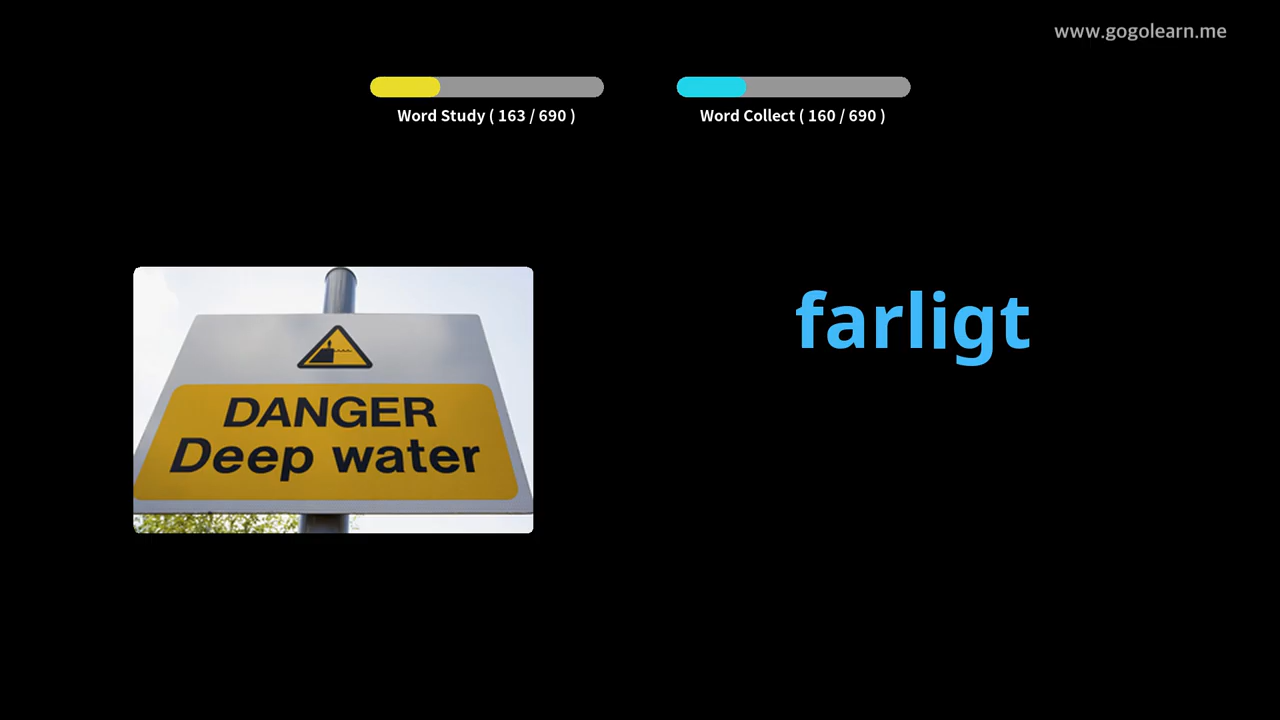 www.gogolearn.me
Word Study ( 163 / 690 )
Word Collect ( 160 / 690 )
farligt
DANGER
Deep water